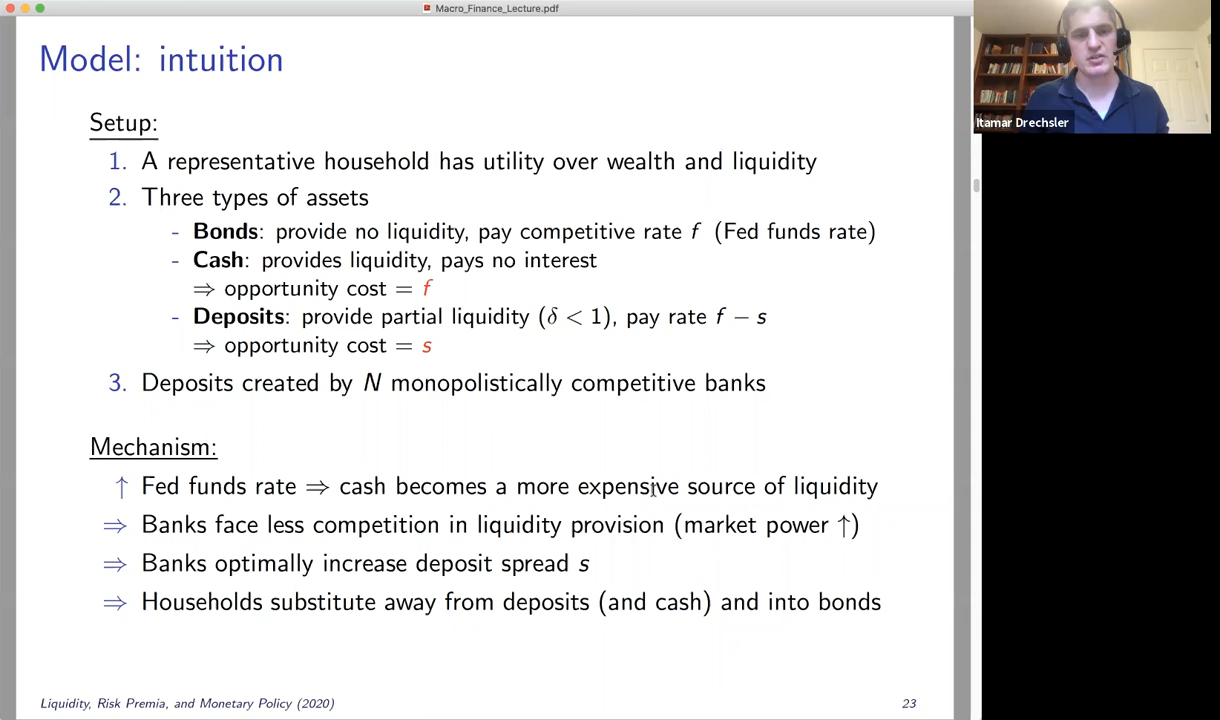 Macro_Finance_Lecture.pdf
Model: intuition
Setup:
1. A representative household has utility over wealth and liquidity
2. Three types of assets
- Bonds: provide no liquidity, pay competitive rate f (Fed funds rate)
- Cash: provides liquidity, pays no interest
⇒ opportunity cost = f
- Deposits: provide partial liquidity (δ < 1), pay rate f − s
⇒ opportunity cost = s
3. Deposits created by N monopolistically competitive banks
Mechanism:
↑ Fed funds rate ⇒ cash becomes a more expensive source of liquidity
⇒ Banks face less competition in liquidity provision (market power ↑)
⇒ Banks optimally increase deposit spread s
⇒ Households substitute away from deposits (and cash) and into bonds
Liquidity, Risk Premia, and Monetary Policy (2020)
23
Itamar Drechsler